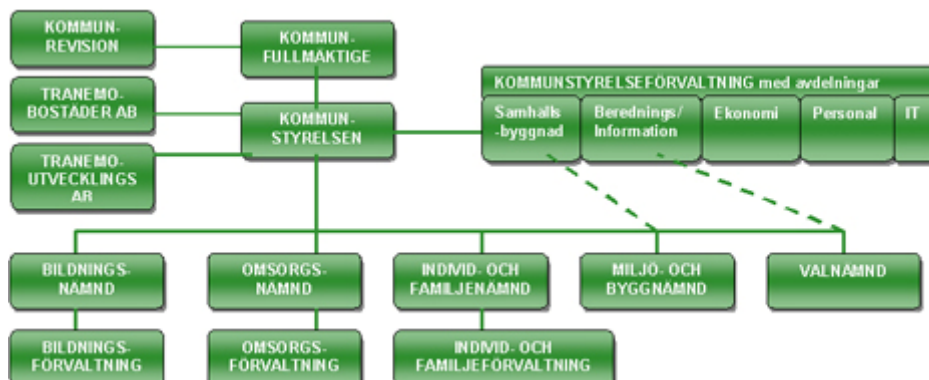 KOMMUN-
REVISION
KOMMUN-
FULLMÄKTIGE
TRANEMO-
BOSTÄDER AB
KOMMUN-
STYRELSEN
TRANEMO-
UTVECKLINGS
AB
KOMMUNSTYRELSEFÖRVALTNING med avdelningar
Samhälls
-byggnad
Berednings/
Information
Ekonomi
Personal
IT
BILDNINGS-
NÄMND
OMSORGS-
NÄMND
INDIVID- OCH
FAMILJENÄMND
MILJÖ- OCH
BYGGNÄMND
VALNÄMND
BILDNINGS-
FÖRVALTNING
OMSORGS-
FÖRVALTNING
INDIVID- OCH
FAMILJEFÖRVALTNING